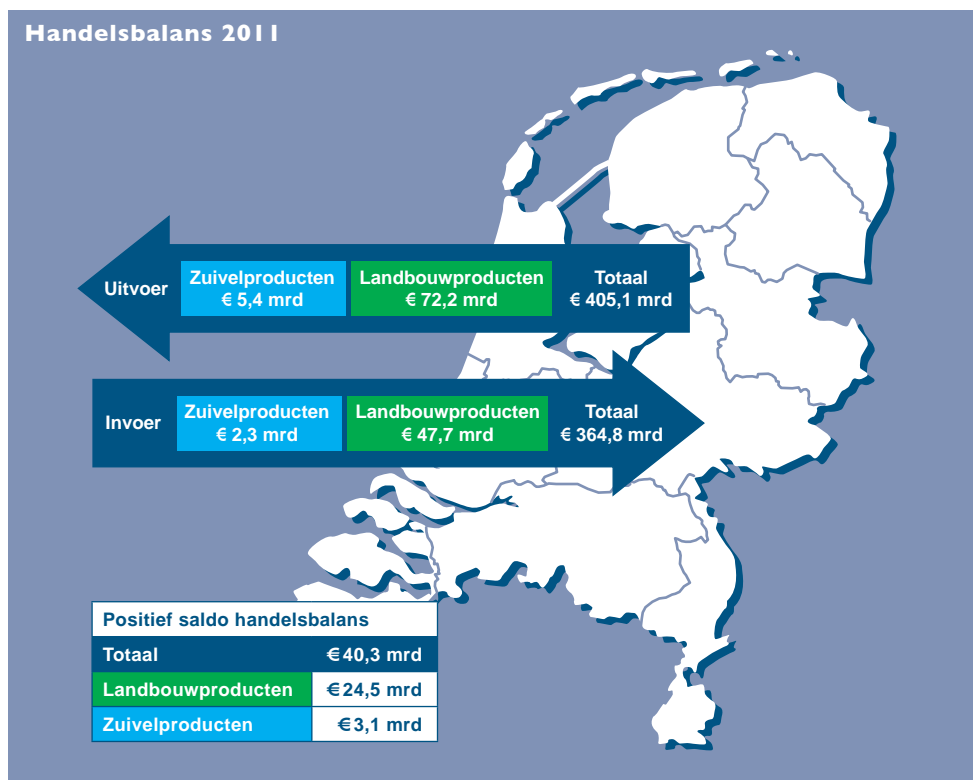 Handelsbalans 2011
Uitvoer
Zuivelproducten
€ 5,4 mrd
Landbouwproducten
€ 72,2 mrd
Totaal
€ 405,1 mrd
Invoer
Zuivelproducten
€ 2,3 mrd
Landbouwproducten
€ 47,7 mrd
Totaal
€ 364,8 mrd
Positief saldo handelsbalans
Totaal € 40,3 mrd
Landbouwproducten € 24,5 mrd
Zuivelproducten € 3,1 mrd